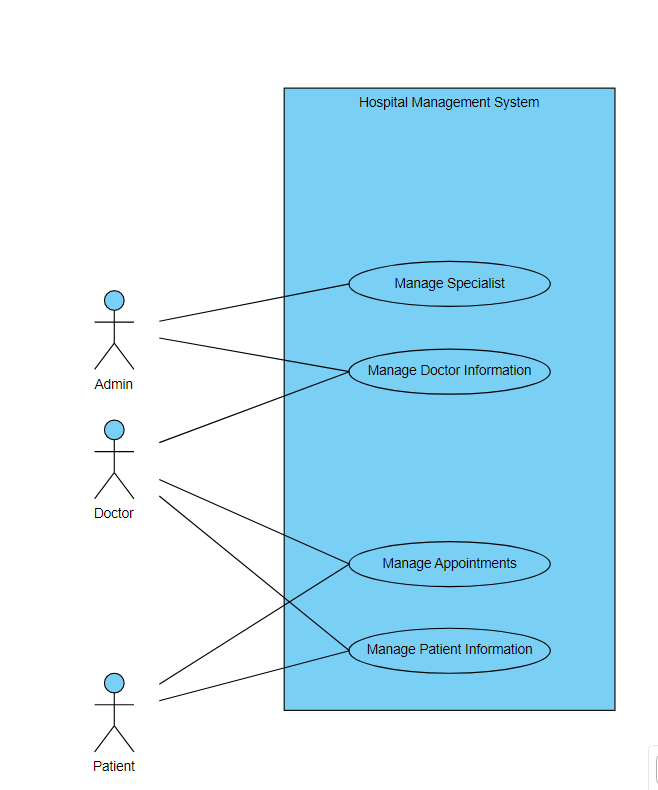 Hospital Management System
Manage Specialist
Manage Doctor Information
Admin
Doctor
Manage Appointments
Manage Patient Information
Patient